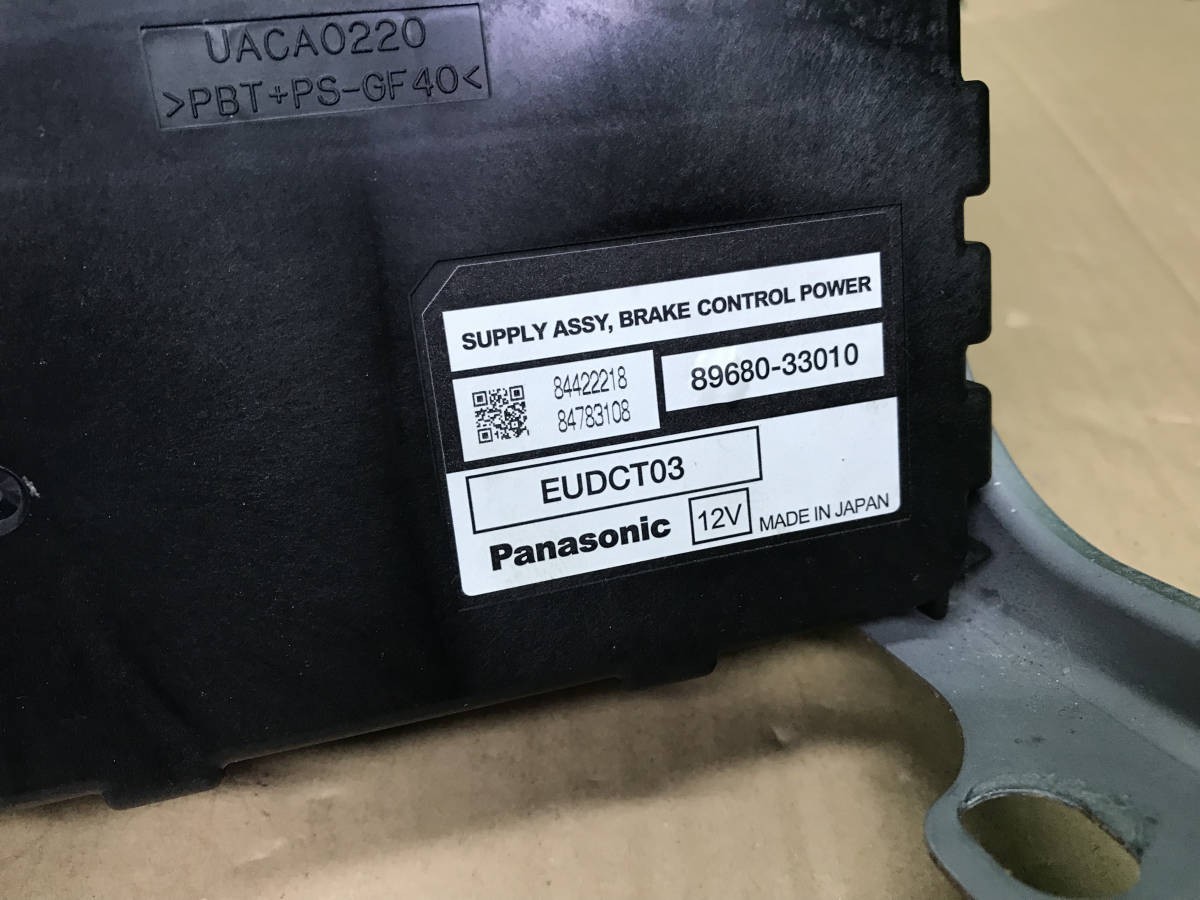 UACA0220
>PBT+PS-GF40<
SUPPLY ASSY, BRAKE CONTROL POWER
84422218
84783108
89680-33010
EUDCT03
Panasonic 12V MADE IN JAPAN